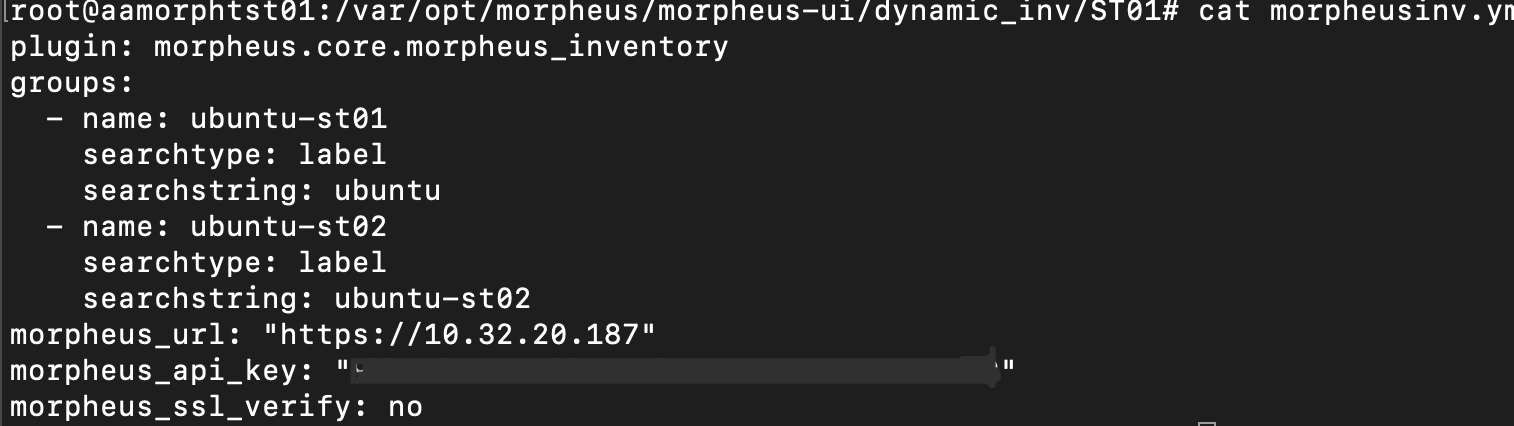 [root@aamorphtst01:/var/opt/morpheus/morpheus-ui/dynamic_inv/ST01# cat morpheusinv.ym
plugin: morpheus.core.morpheus_inventory
groups:
  - name: ubuntu-st01
    searchtype: label
    searchstring: ubuntu
  - name: ubuntu-st02
    searchtype: label
    searchstring: ubuntu-st02
morpheus_url: "https://10.32.20.187"
morpheus_api_key: "
"
morpheus_ssl_verify: no